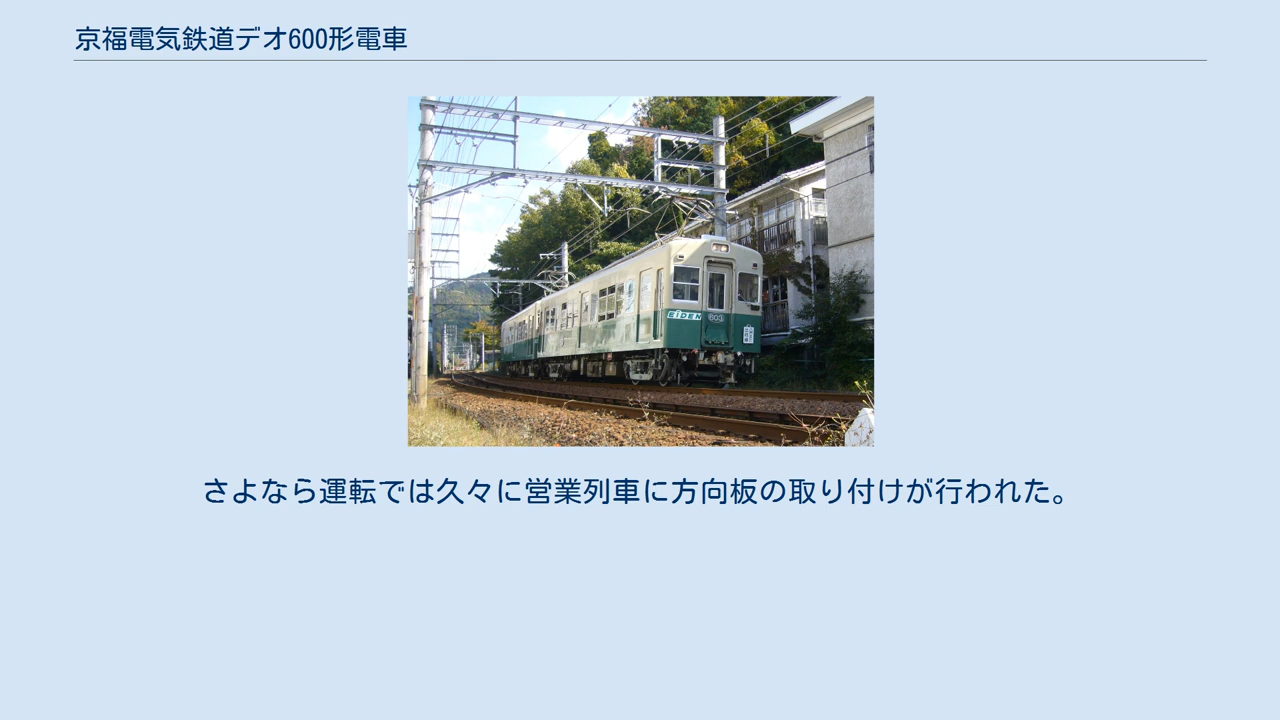 京福電気鉄道デオ600形電車
EIDEN
603
さよなら運転では久々に営業列車に方向板の取り付けが行われた。